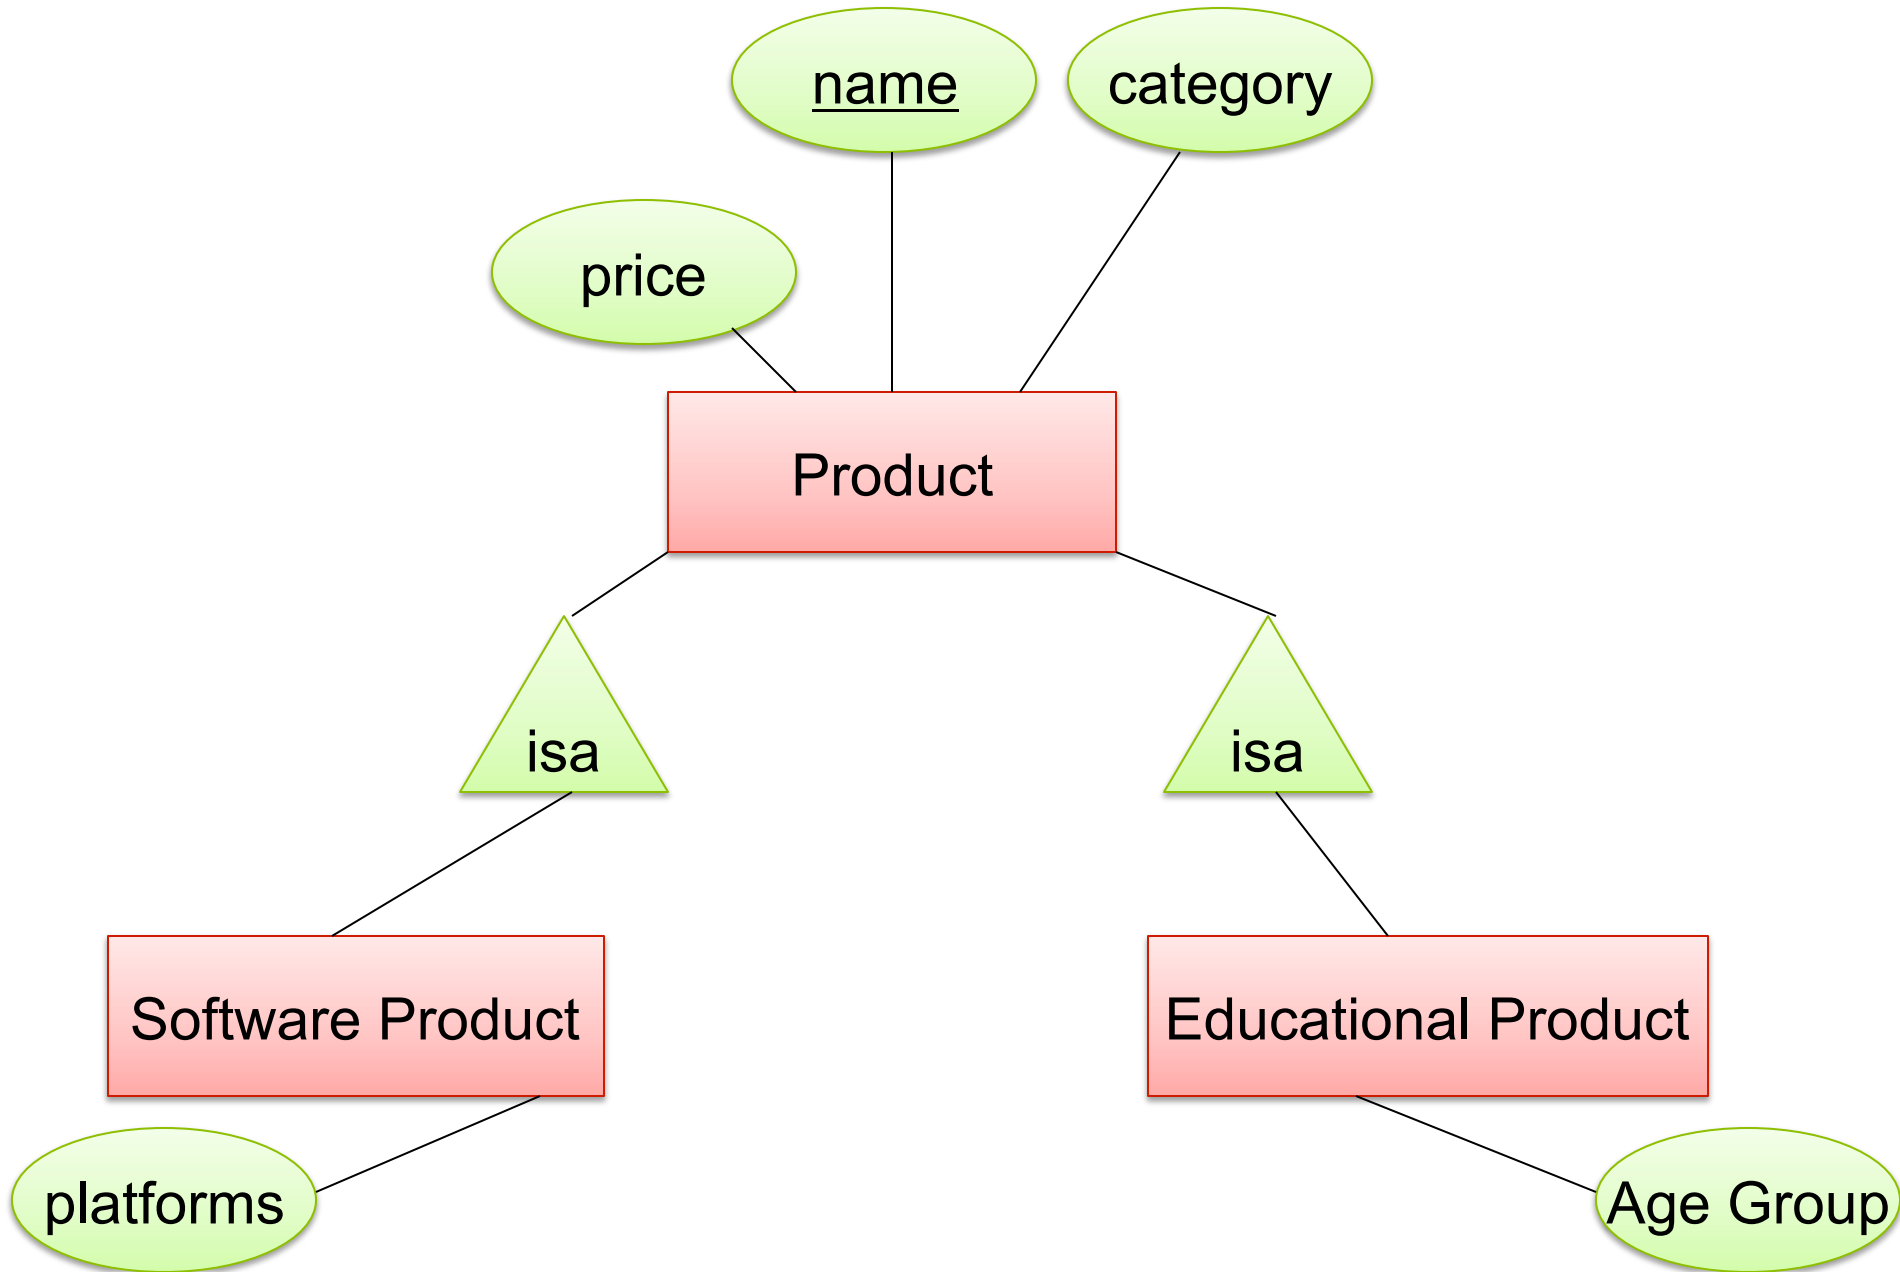 name
category
price
Product
isa
isa
Software Product
Educational Product
platforms
Age Group